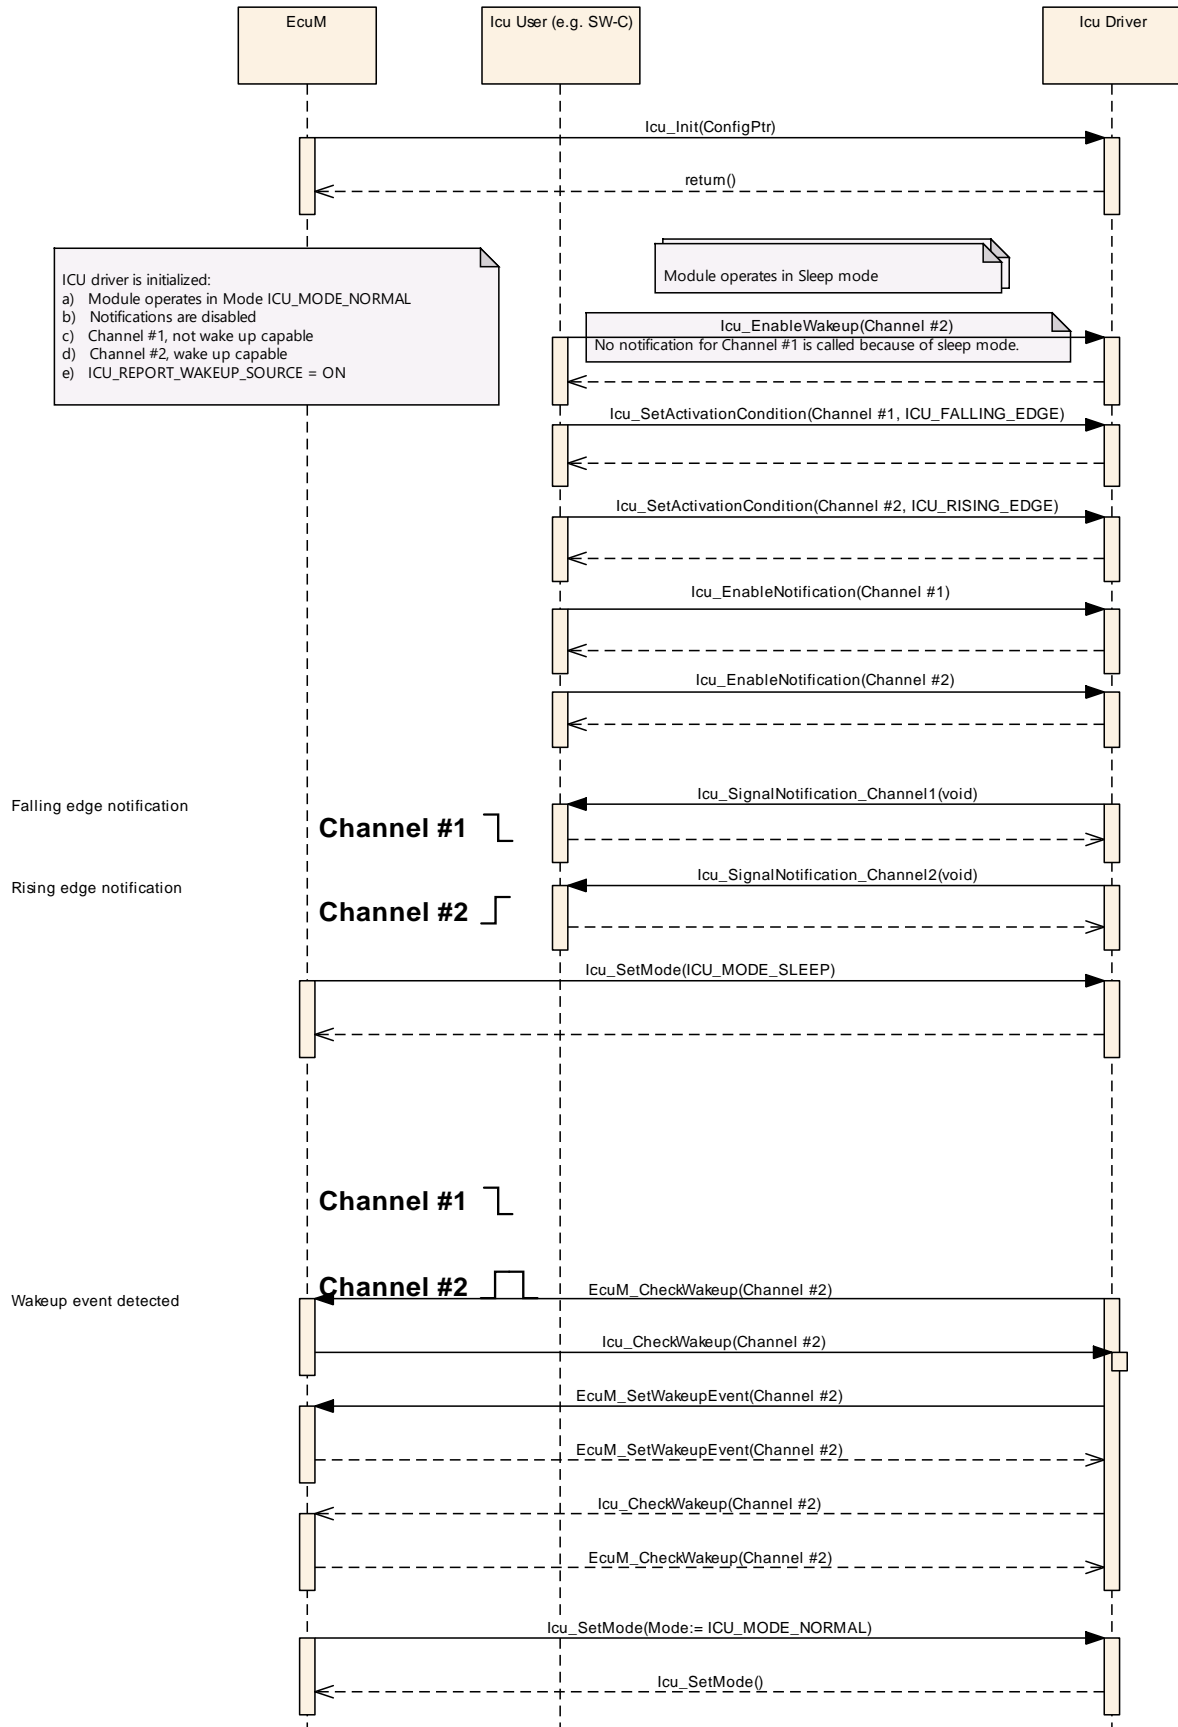 EcuM
Icu User (e.g. SW-C)
Icu Driver
Icu_Init(ConfigPtr)
return()
ICU driver is initialized:
a) Module operates in Mode ICU_MODE_NORMAL
b) Notifications are disabled
c) Channel #1, not wake up capable
d) Channel #2, wake up capable
e) ICU_REPORT_WAKEUP_SOURCE = ON
Module operates in Sleep mode
Icu_EnableWakeup(Channel #2)
No notification for Channel #1 is called because of sleep mode.
Icu_SetActivationCondition(Channel #1, ICU_FALLING_EDGE)
Icu_SetActivationCondition(Channel #2, ICU_RISING_EDGE)
Icu_EnableNotification(Channel #1)
Icu_EnableNotification(Channel #2)
Icu_SignalNotification_Channel1(void)
Falling edge notification
Channel #1
Icu_SignalNotification_Channel2(void)
Rising edge notification
Channel #2
Icu_SetMode(ICU_MODE_SLEEP)
Channel #1
Channel #2
EcuM_CheckWakeup(Channel #2)
Wakeup event detected
Icu_CheckWakeup(Channel #2)
EcuM_SetWakeupEvent(Channel #2)
EcuM_SetWakeupEvent(Channel #2)
Icu_CheckWakeup(Channel #2)
EcuM_CheckWakeup(Channel #2)
Icu_SetMode(Mode:= ICU_MODE_NORMAL)
Icu_SetMode()